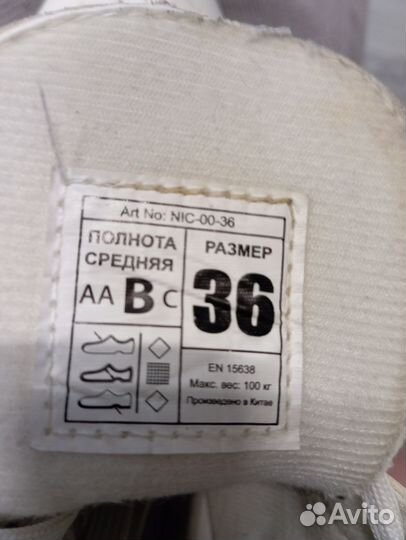 Art No: NIC-00-36
ПОЛНОТА
СРЕДНЯЯ
AA B C
РАЗМЕР
36
EN 15638
Макс. вес: 100 кг
Произведено в Китае
Avito